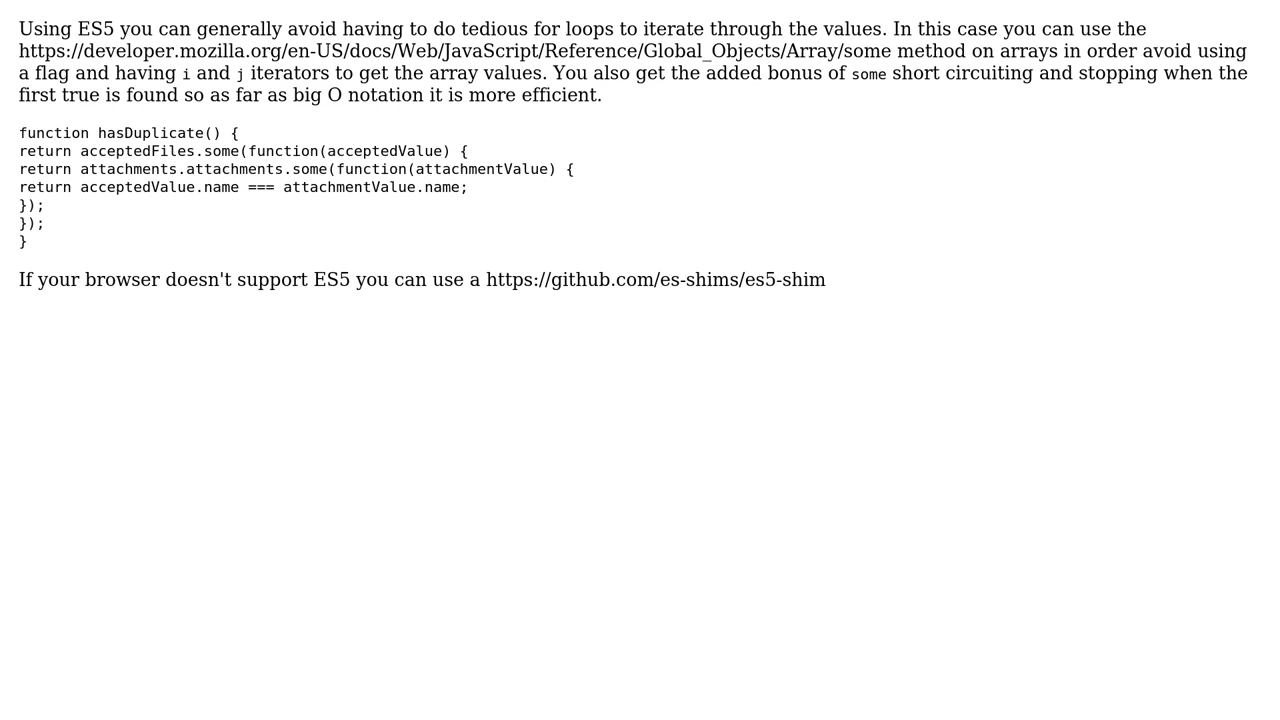 Using ES5 you can generally avoid having to do tedious for loops to iterate through the values. In this case you can use the
https://developer.mozilla.org/en-US/docs/Web/JavaScript/Reference/Global_Objects/Array/some method on arrays in order avoid using
a flag and having i and j iterators to get the array values. You also get the added bonus of some short circuiting and stopping when the
first true is found so as far as big O notation it is more efficient.
function hasDuplicate() {
return acceptedFiles.some(function(acceptedValue) {
return attachments.attachments.some(function(attachmentValue) {
return acceptedValue.name === attachmentValue.name;
});
});
}
If your browser doesn't support ES5 you can use a https://github.com/es-shims/es5-shim